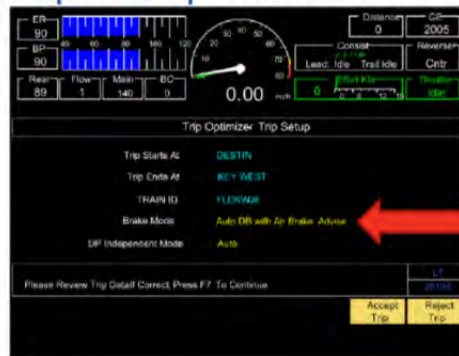 ER
90
BP
90
40 60 80 100 120
Distance
0
C2
2005
Consist
Lead: Idle Trail Idle
Reverser
Cntr
Rear
89
Flow
1
Main
140
BC
0
0.00 mph
0
Throttle
Idle
Trip Optimizer Trip Setup
Trip Starts At DESTIN
Trip Ends At KEY WEST
TRAIN ID
Brake Mode Auto DB with Air Brake Advise
DP Independent Mode Auto
Please Review Trip Data If Correct, Press F7 To Continue
Accept
Trip
Reject
Trip